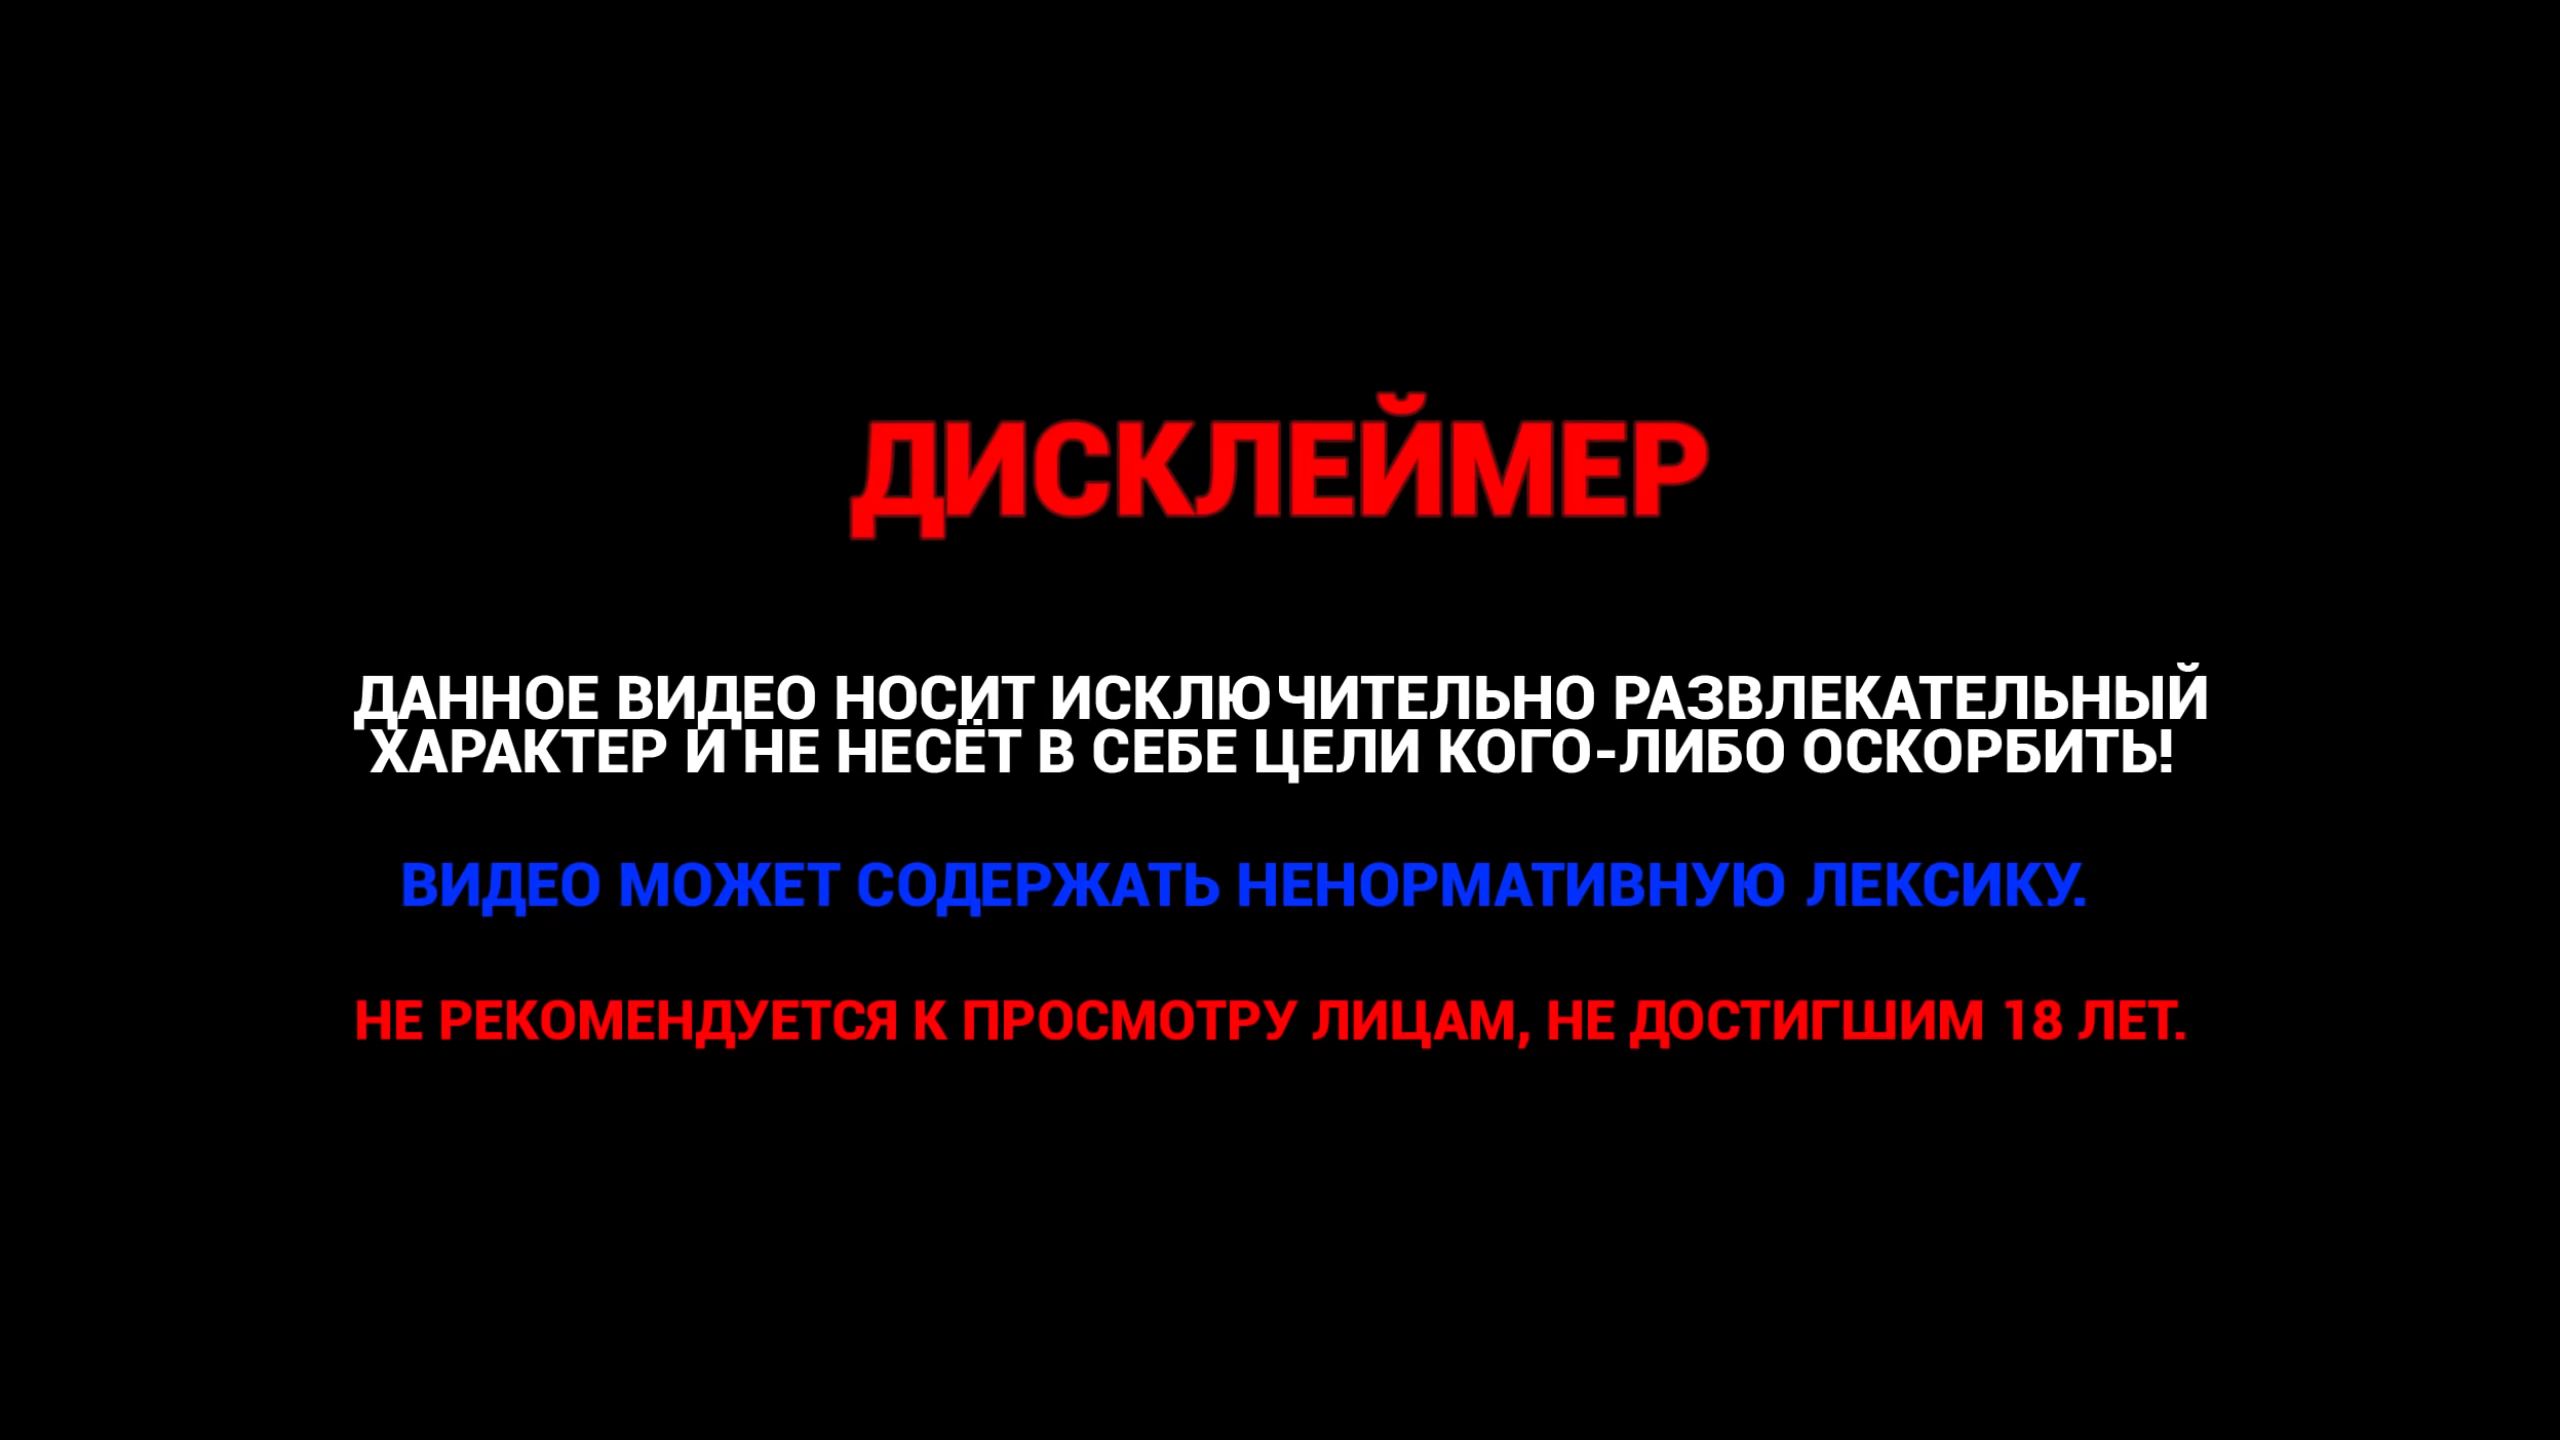 ДИСКЛЕЙМЕР
ДАННОЕ ВИДЕО НОСИТ ИСКЛЮЧИТЕЛЬНО РАЗВЛЕКАТЕЛЬНЫЙ
ХАРАКТЕР И НЕ НЕСЁТ В СЕБЕ ЦЕЛИ КОГО-ЛИБО ОСКОРБИТЬ!
ВИДЕО МОЖЕТ СОДЕРЖАТЬ НЕНОРМАТИВНУЮ ЛЕКСИКУ.
НЕ РЕКОМЕНДУЕТСЯ К ПРОСМОТРУ ЛИЦАМ, НЕ ДОСТИГШИМ 18 ЛЕТ.